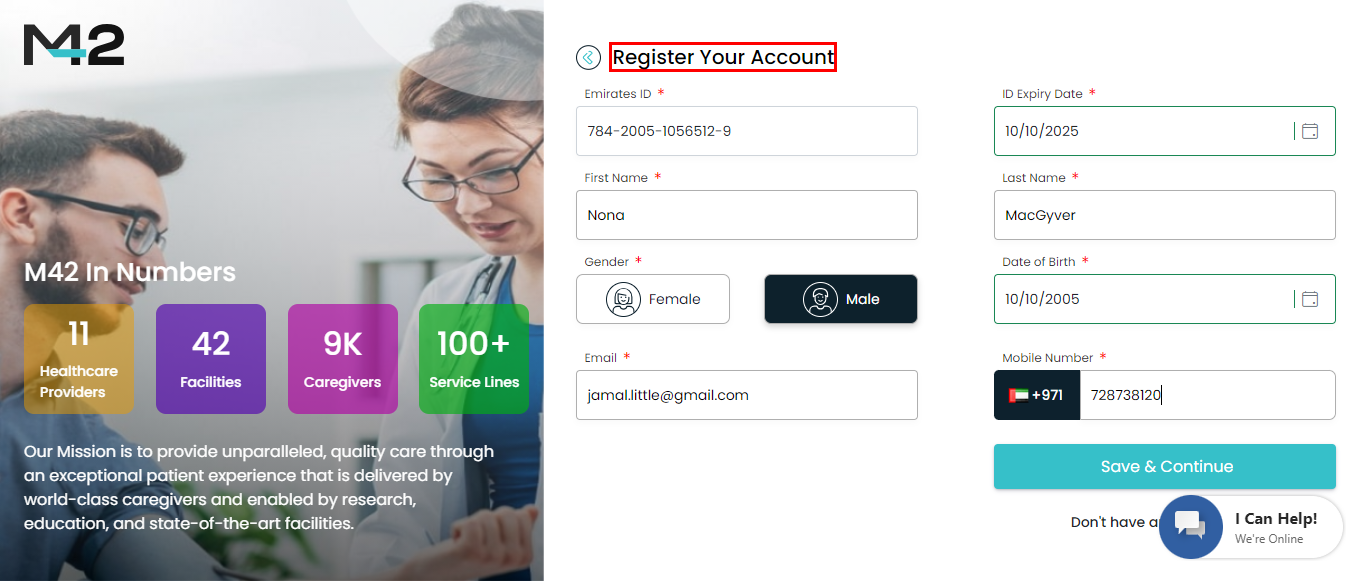 M42
M42 In Numbers
11
Healthcare
Providers
42
Facilities
9K
Caregivers
100+
Service Lines
Our Mission is to provide unparalleled, quality care through
an exceptional patient experience that is delivered by
world-class caregivers and enabled by research,
education, and state-of-the-art facilities.
Register Your Account
Emirates ID *
784-2005-1056512-9
ID Expiry Date *
10/10/2025
First Name *
Nona
Last Name *
MacGyver
Gender *
Female
Male
Date of Birth *
10/10/2005
Email *
jamal.little@gmail.com
Mobile Number *
+971
728738120
Save & Continue
Don't have a
I Can Help!
We're Online